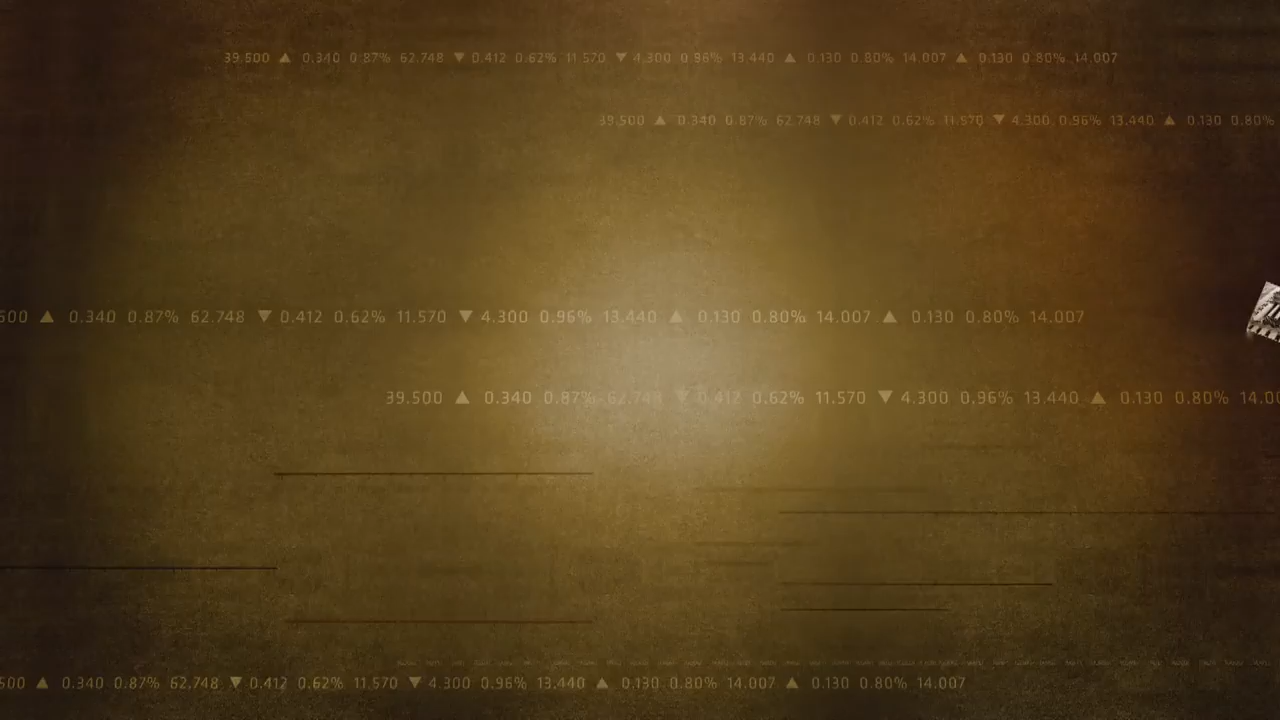 39.500 ▲ 0.340 0.87% 62.748 ▼ 0.412 0.62% 11.570 ▼ 4.300 0.96% 13.440 ▲ 0.130 0.80% 14.007 ▲ 0.130 0.80% 14.007
39.500 ▲ 0.340 0.87% 62.748 ▼ 0.412 0.62% 11.570 ▼ 4.300 0.96% 13.440 ▲ 0.130 0.80%
500 ▲ 0.340 0.87% 62.748 ▼ 0.412 0.62% 11.570 ▼ 4.300 0.96% 13.440 ▲ 0.130 0.80% 14.007 ▲ 0.130 0.80% 14.007
39.500 ▲ 0.340 0.87% 62.748 ▼ 0.412 0.62% 11.570 ▼ 4.300 0.96% 13.440 ▲ 0.130 0.80% 14.00
500 ▲ 0.340 0.87% 62.748 ▼ 0.412 0.62% 11.570 ▼ 4.300 0.96% 13.440 ▲ 0.130 0.80% 14.007 ▲ 0.130 0.80% 14.007